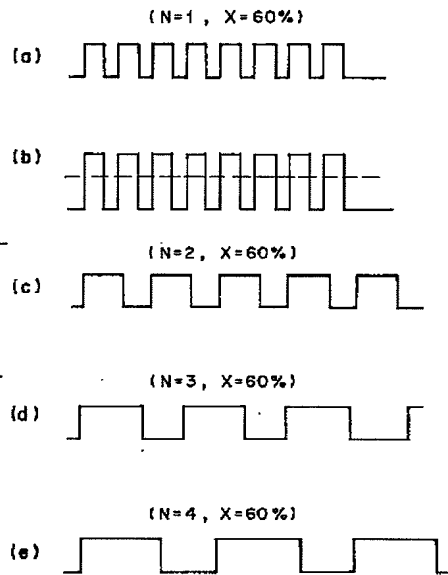 (N=1, X=60%)
(a)
(b)
(N=2, X=60%)
(c)
(N=3, X=60%)
(d)
(N=4, X=60%)
(e)